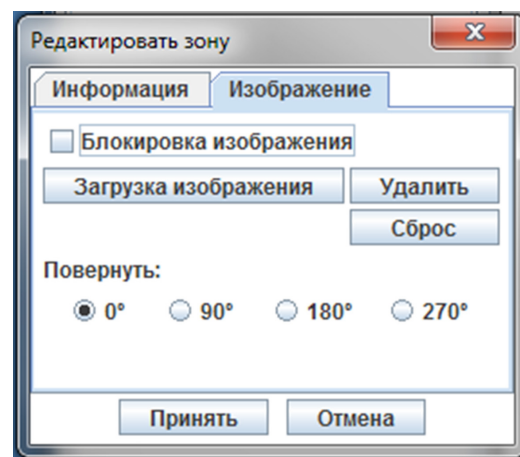 Редактировать зону
Информация Изображение
Блокировка изображения
Загрузка изображения Удалить
Сброс
Повернуть:
0° 90° 180° 270°
Принять Отмена